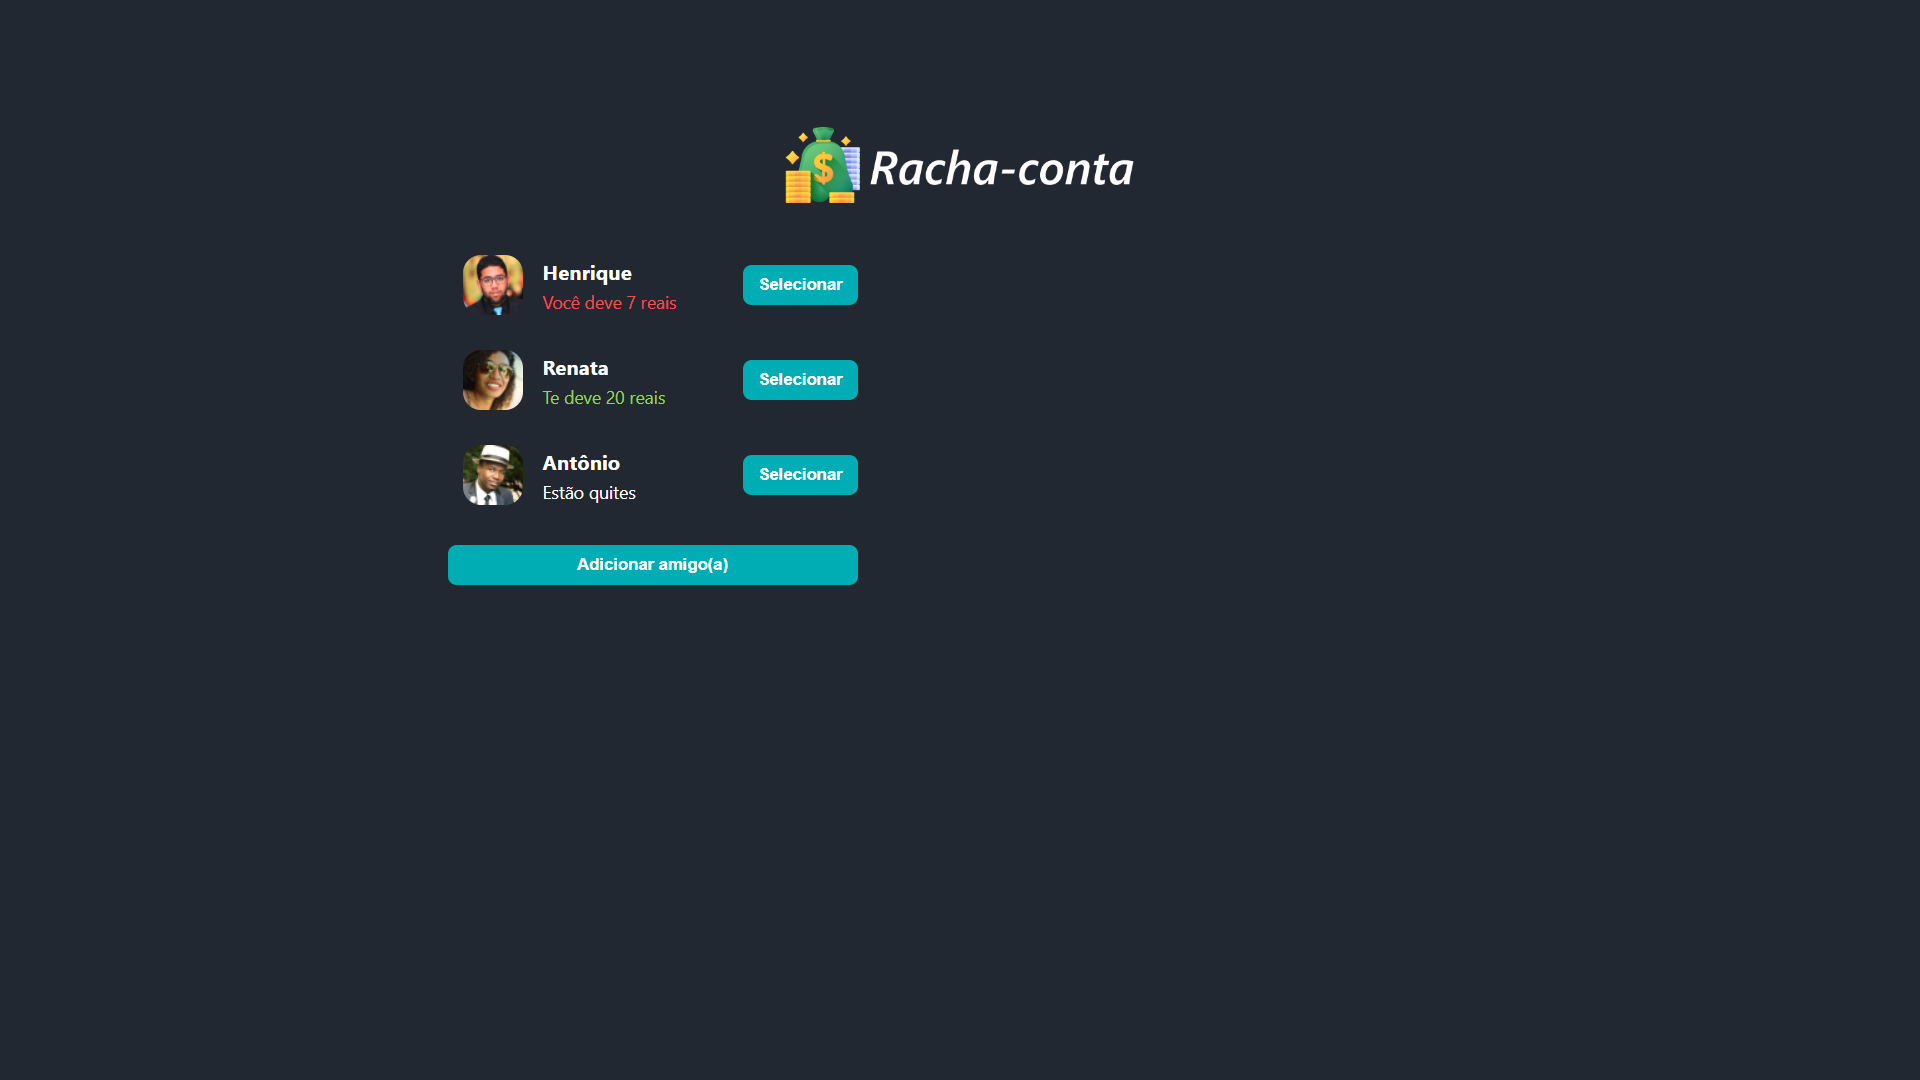 $
Racha-conta
Henrique
Você deve 7 reais
Selecionar
Renata
Te deve 20 reais
Selecionar
Antônio
Estão quites
Selecionar
Adicionar amigo(a)